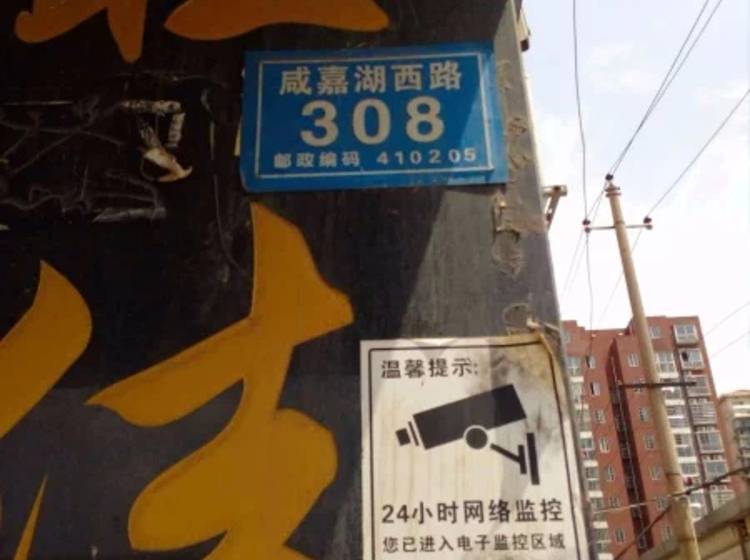 咸嘉湖西路
308
邮政编码 410205
温馨提示:
24小时网络监控
您已进入电子监控区域